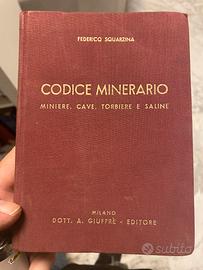 FEDERICO SQUARZINA
CODICE MINERARIO
MINIERE, CAVE, TORBIERE E SALINE
MILANO
DOTT. A. GIUFFRÈ - EDITORE
subito